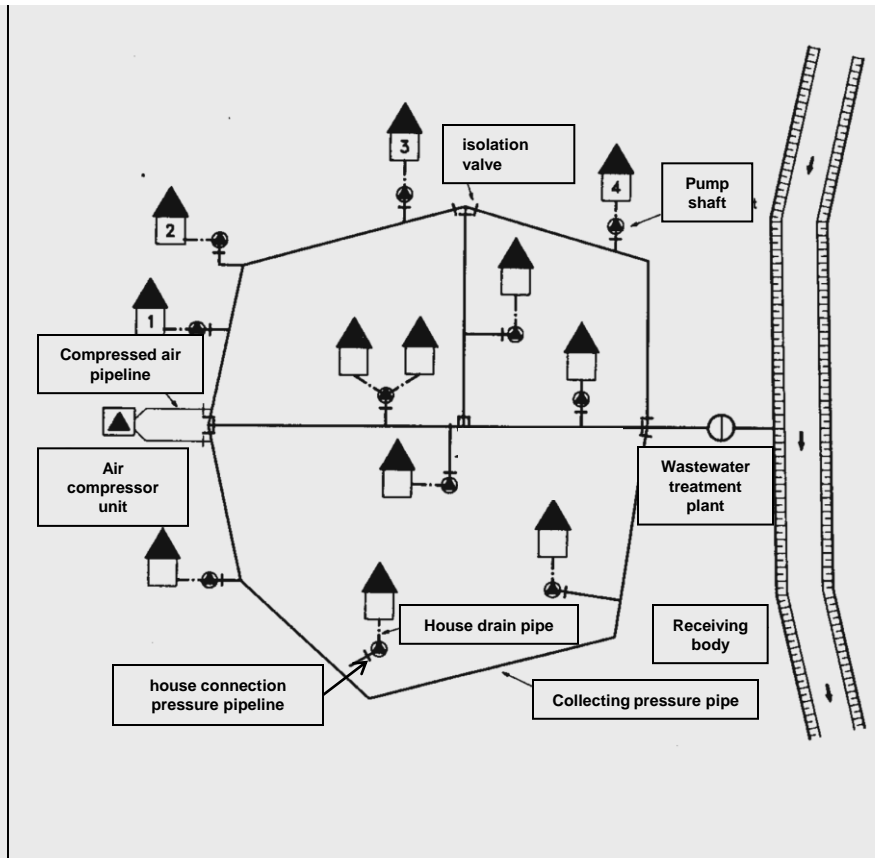 3
isolation
valve
4
Pump
shaft
t
2
1
Compressed air
pipeline
Air
compressor
unit
Wastewater
treatment
plant
House drain pipe
Receiving
body
house connection
pressure pipeline
Collecting pressure pipe